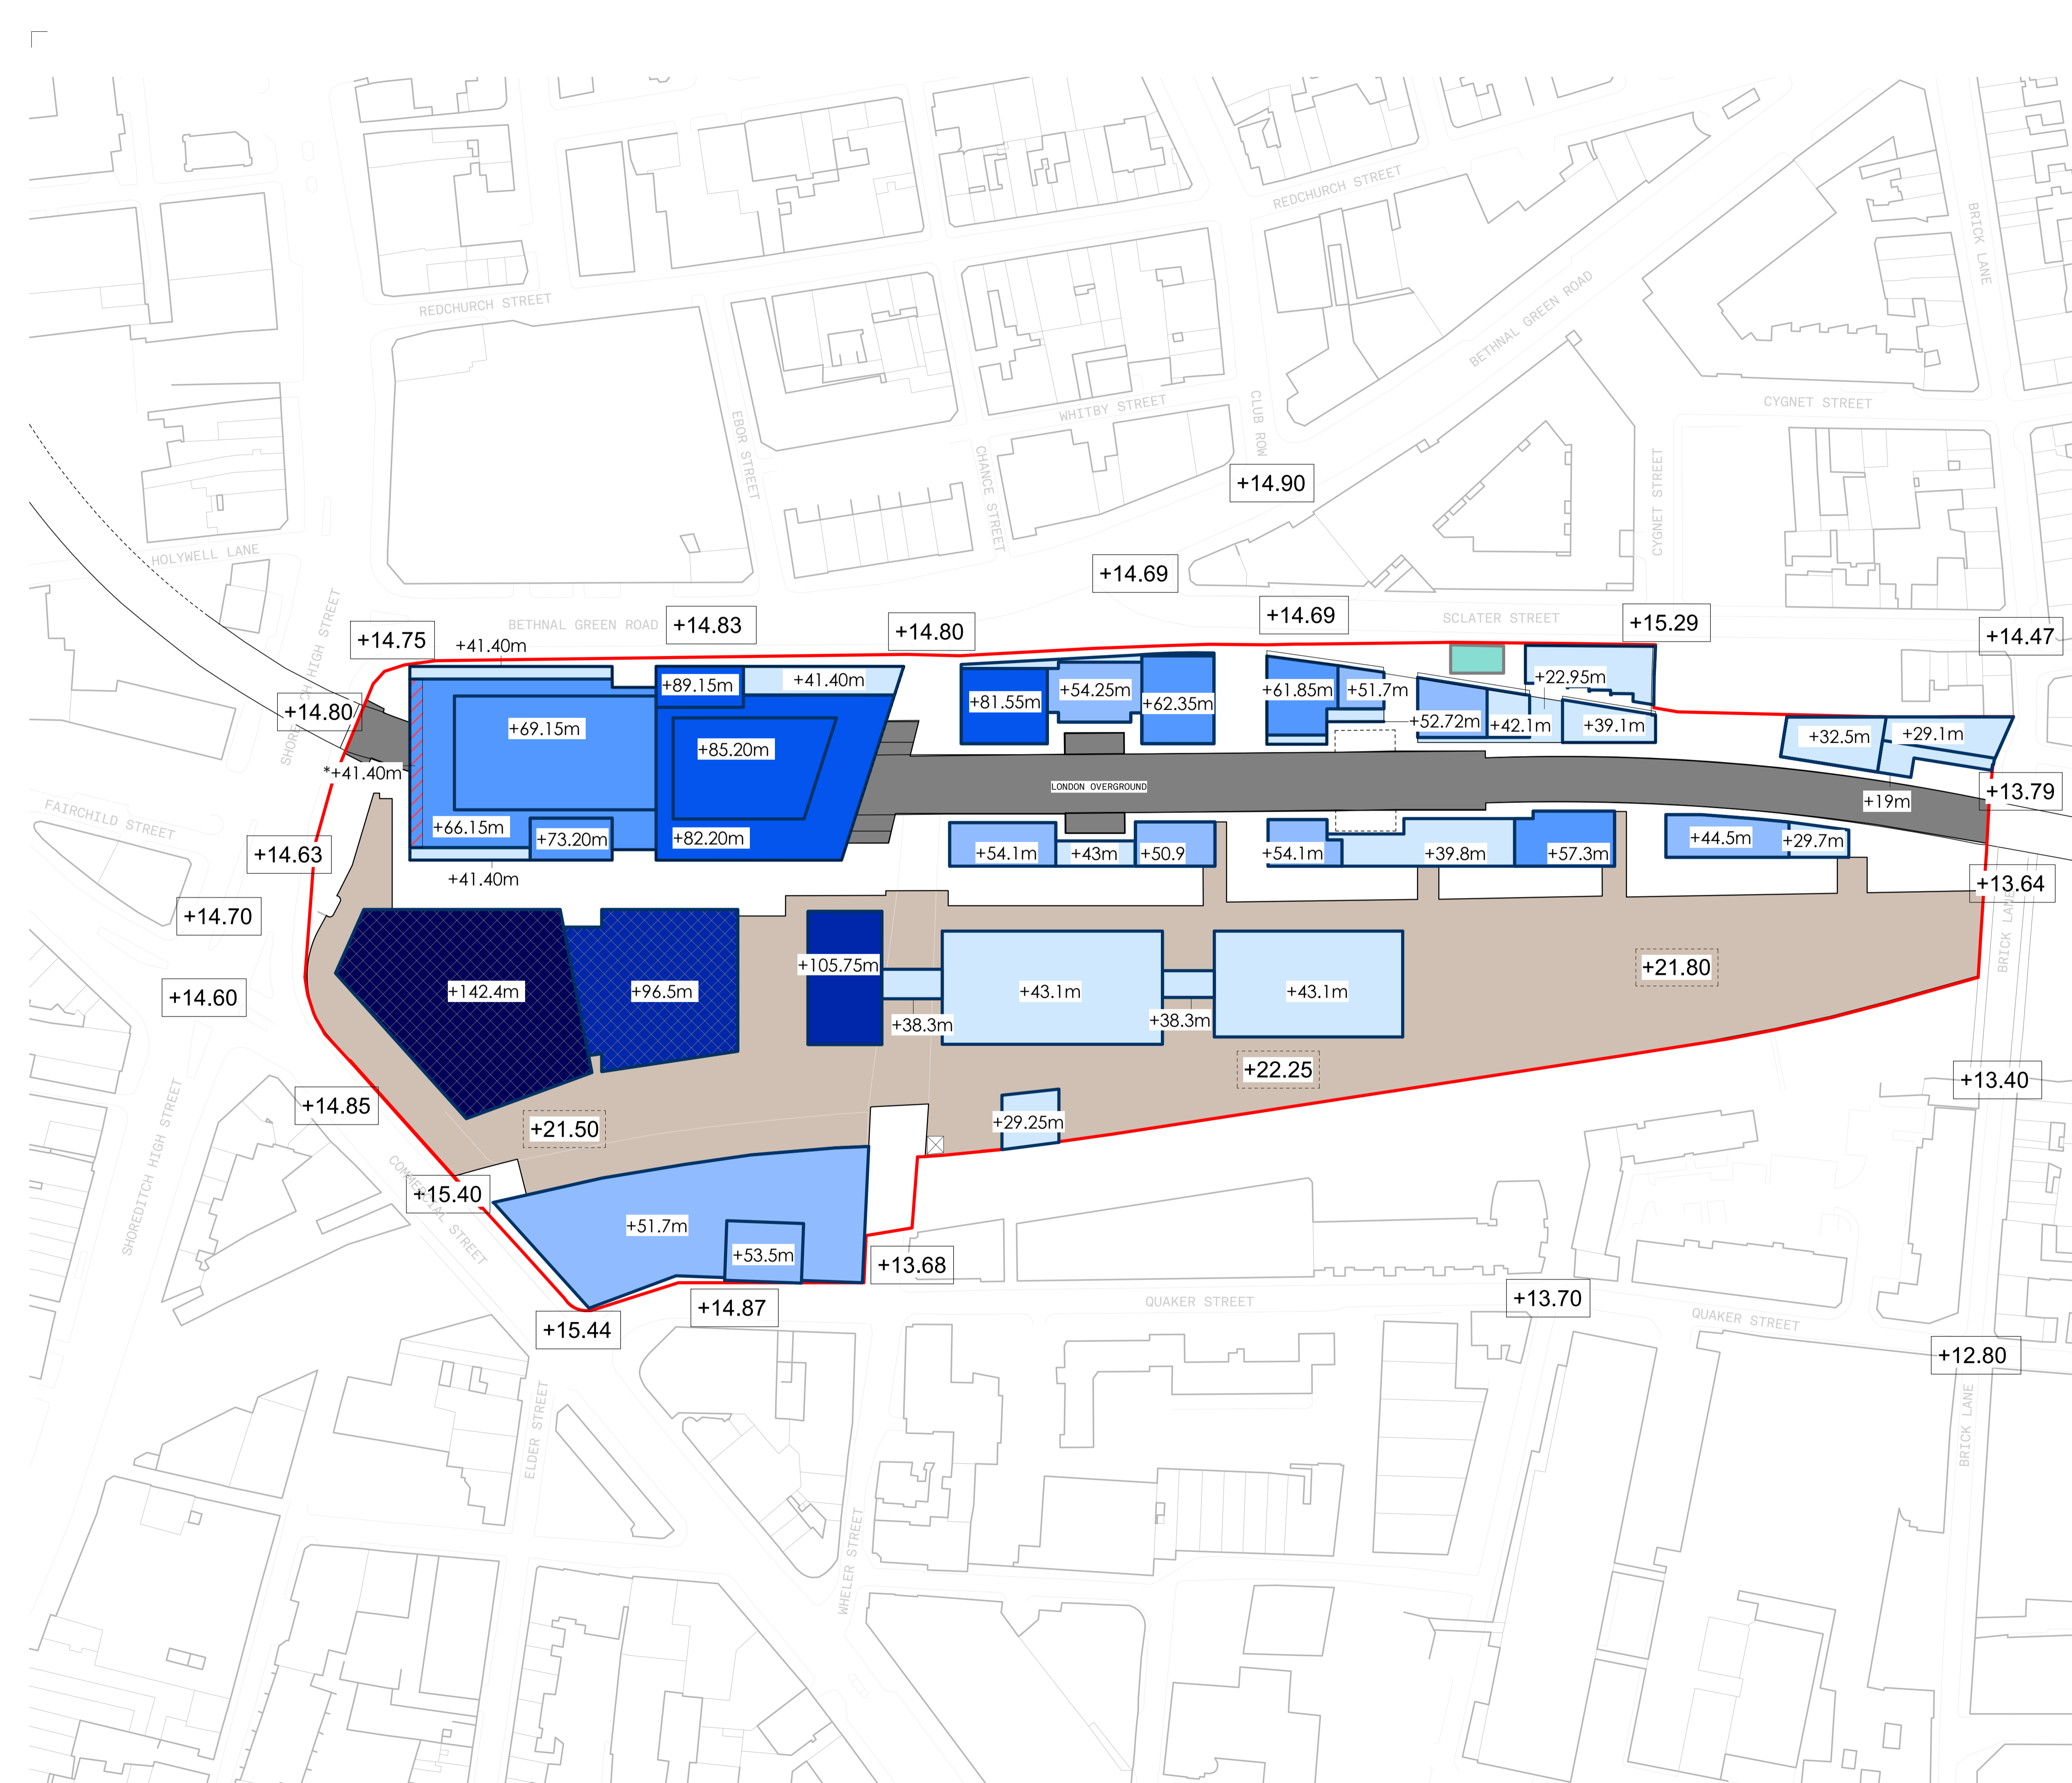 REDCHURCH STREET
BRICK LANE
REDCHURCH STREET
BETHNAL GREEN ROAD
WHITBY STREET
CYGNET STREET
CLUB ROW
EBOR STREET
CHANCE STREET
CYGNET STREET
+14.90
HOLYWELL LANE
+14.69
SHOREDITCH HIGH STREET
BETHNAL GREEN ROAD
+14.83
+14.69
SCLATER STREET
+15.29
+14.75
+41.40m
+14.80
+14.47
+22.95m
+89.15m
+41.40m
+81.55m
+54.25m
+62.35m
+61.85m
+51.7m
+14.80
+69.15m
+52.72m
+42.1m
+39.1m
+32.5m
+29.1m
+85.20m
*+41.40m
LONDON OVERGROUND
+13.79
+19m
FAIRCHILD STREET
+66.15m
+73.20m
+82.20m
+44.5m
+29.7m
+14.63
+54.1m
+43m
+50.9
+54.1m
+39.8m
+57.3m
+41.40m
+13.64
+14.70
BRICK LANE
+105.75m
+21.80
+142.4m
+96.5m
+43.1m
+43.1m
+14.60
+38.3m
+38.3m
+22.25
+13.40
+14.85
+29.25m
+21.50
SHOREDITCH HIGH STREET
COMMERCIAL STREET
+15.40
+51.7m
+53.5m
+13.68
+14.87
QUAKER STREET
+13.70
QUAKER STREET
+15.44
+12.80
ELDER STREET
BRICK LANE
WHELER STREET